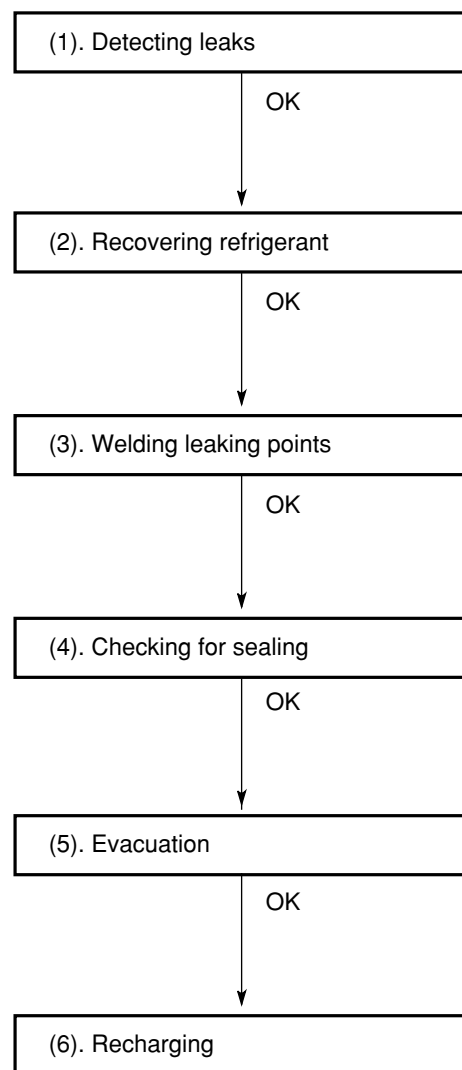 (1). Detecting leaks
OK
(2). Recovering refrigerant
OK
(3). Welding leaking points
OK
(4). Checking for sealing
OK
(5). Evacuation
OK
(6). Recharging